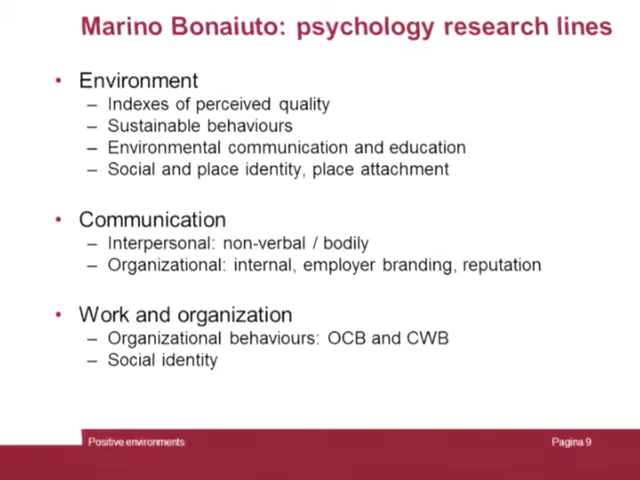 Marino Bonaiuto: psychology research lines
• Environment
– Indexes of perceived quality
– Sustainable behaviours
– Environmental communication and education
– Social and place identity, place attachment
• Communication
– Interpersonal: non-verbal / bodily
– Organizational: internal, employer branding, reputation
• Work and organization
– Organizational behaviours: OCB and CWB
– Social identity
Positive environments
Pagina 9